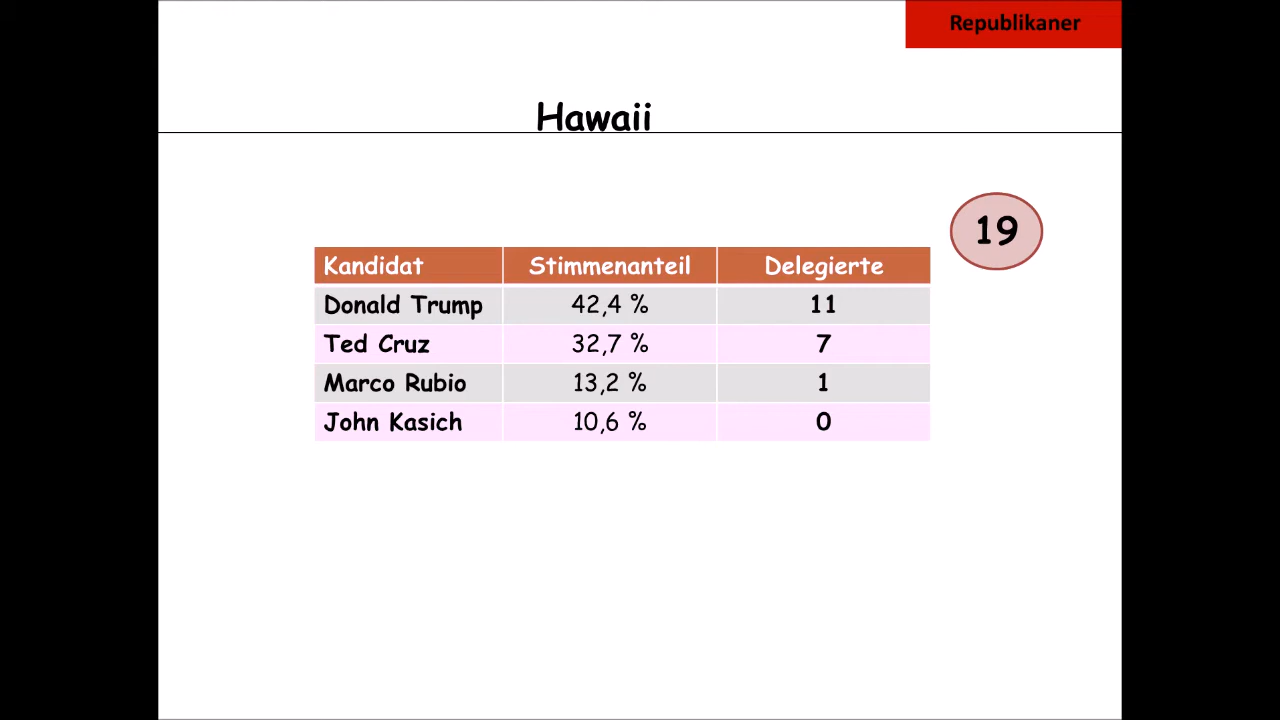 Republikaner
Hawaii
19
Kandidat Stimmenanteil Delegierte
Donald Trump 42,4 % 11
Ted Cruz 32,7 % 7
Marco Rubio 13,2 % 1
John Kasich 10,6 % 0